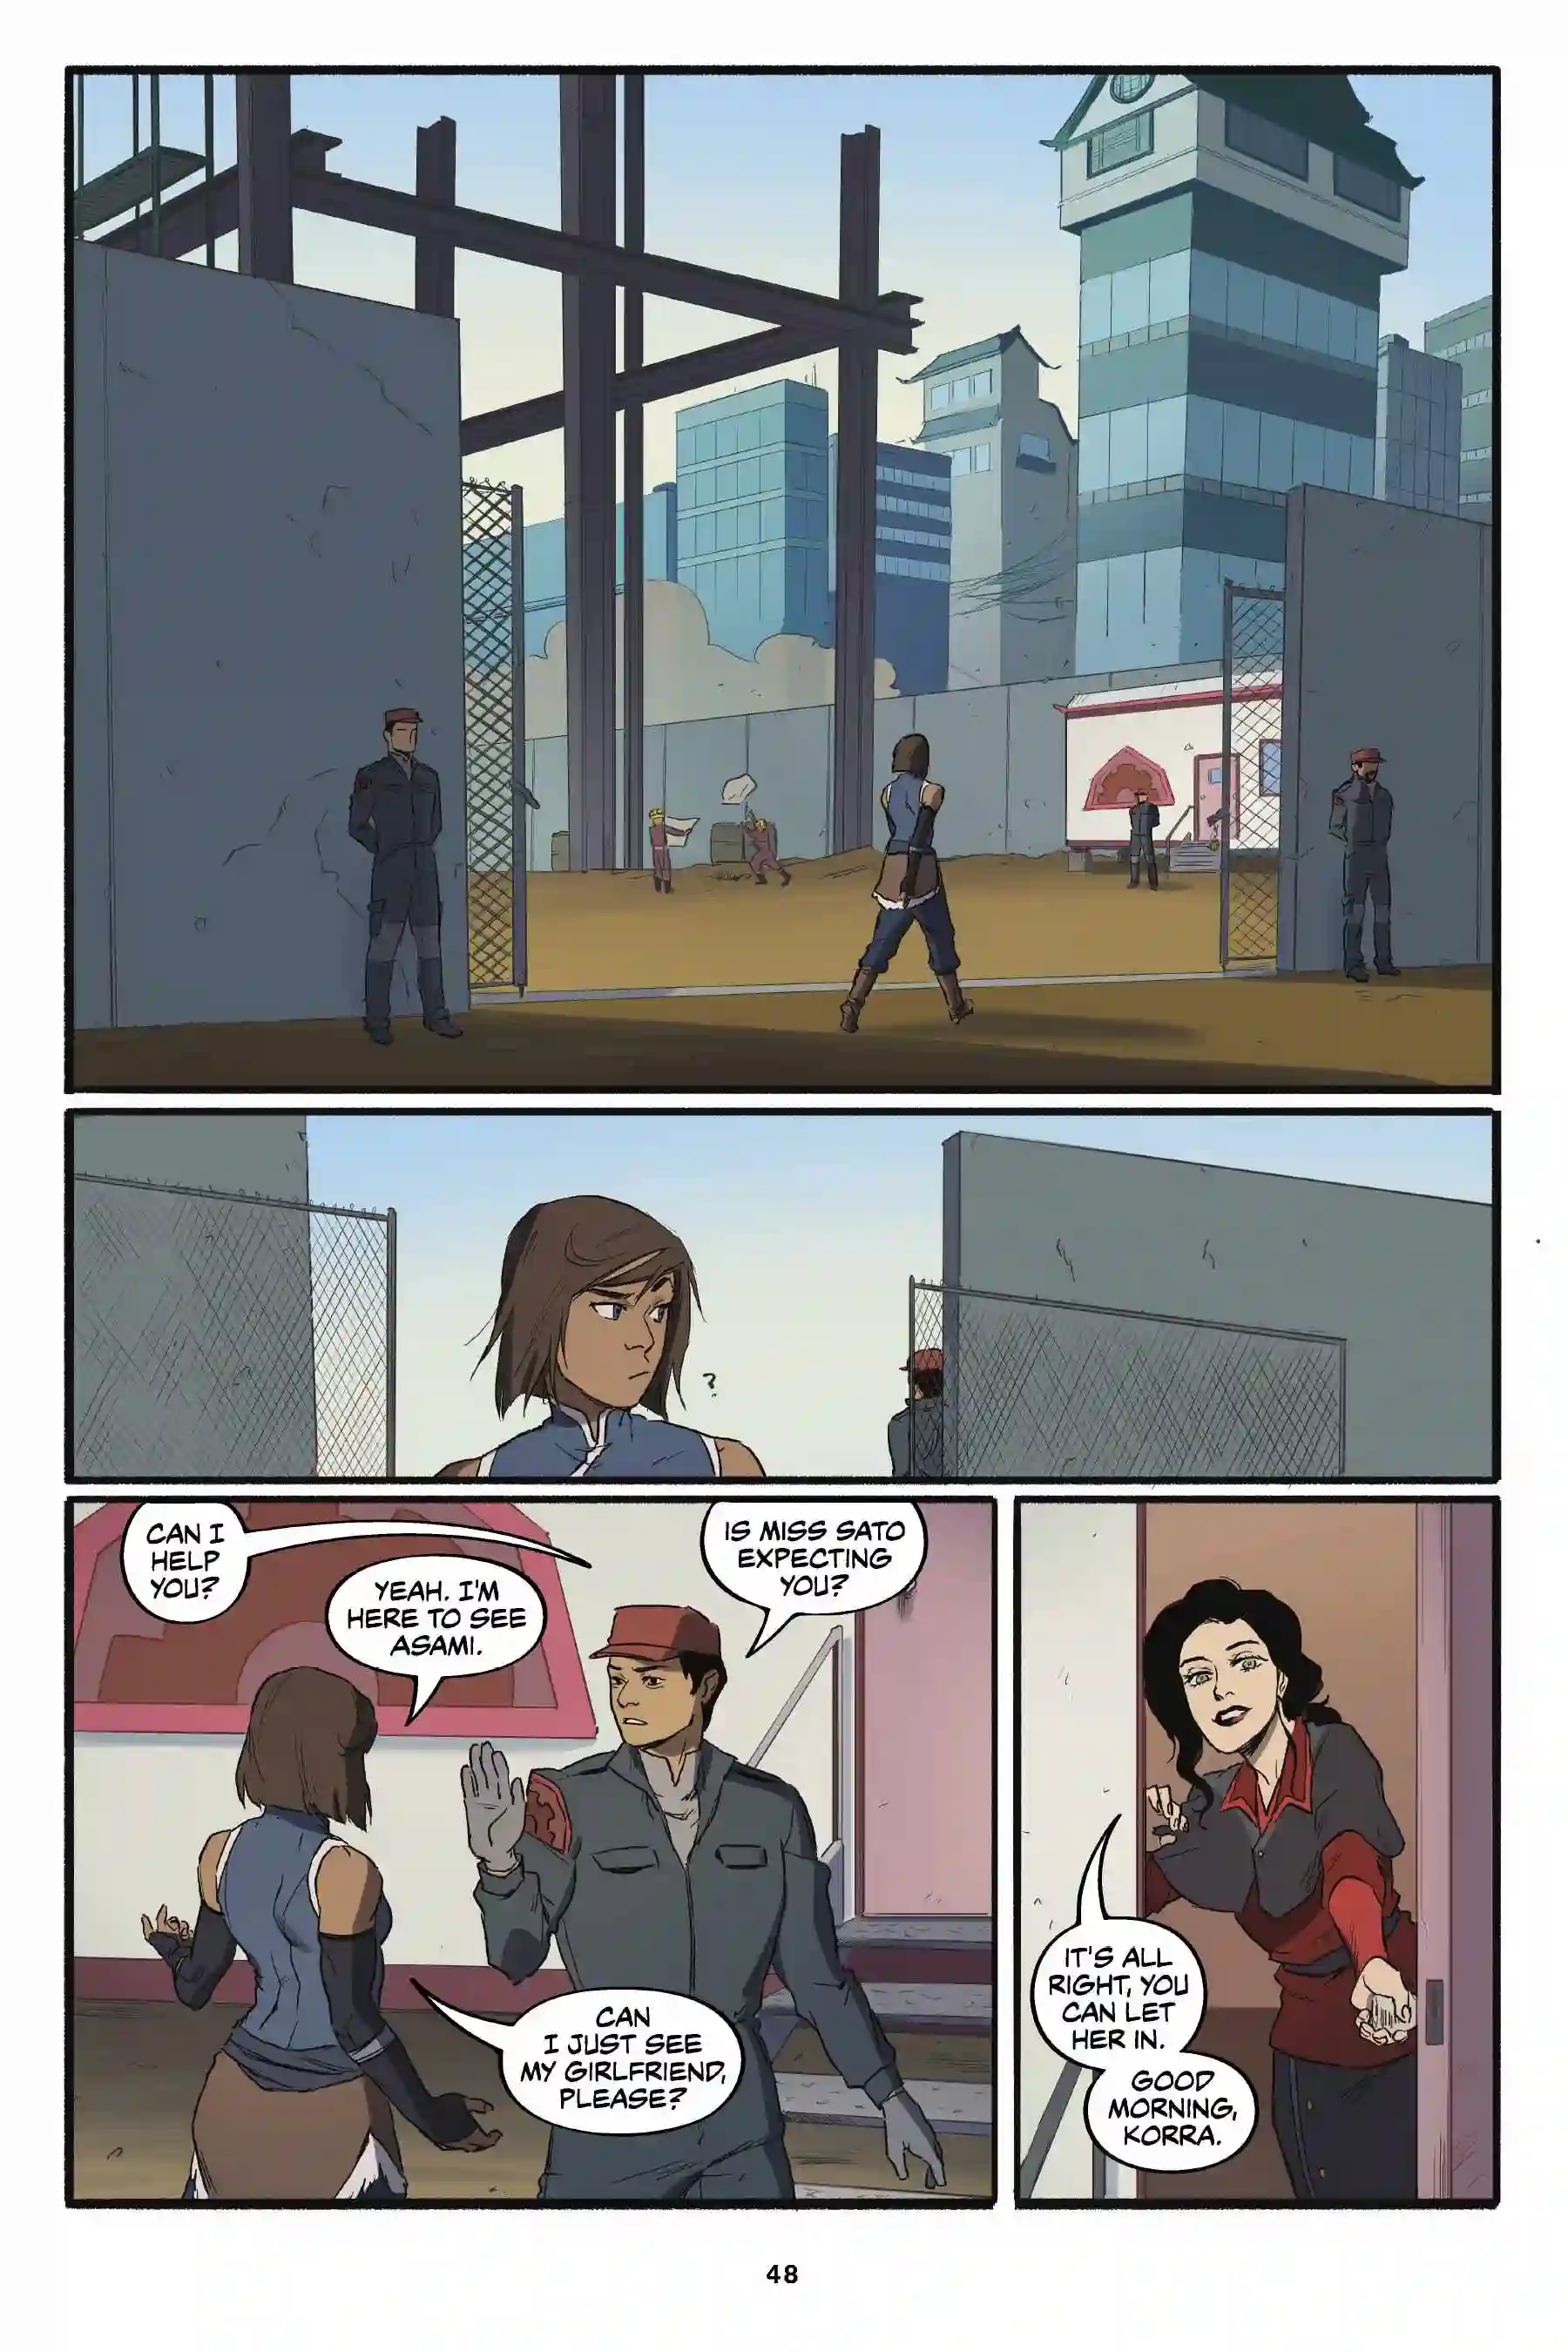 ?
CAN I
HELP
YOU?
YEAH. I'M
HERE TO SEE
ASAMI.
IS MISS SATO
EXPECTING
YOU?
CAN
I JUST SEE
MY GIRLFRIEND,
PLEASE?
IT'S ALL
RIGHT, YOU
CAN LET
HER IN.
GOOD
MORNING,
KORRA.
48